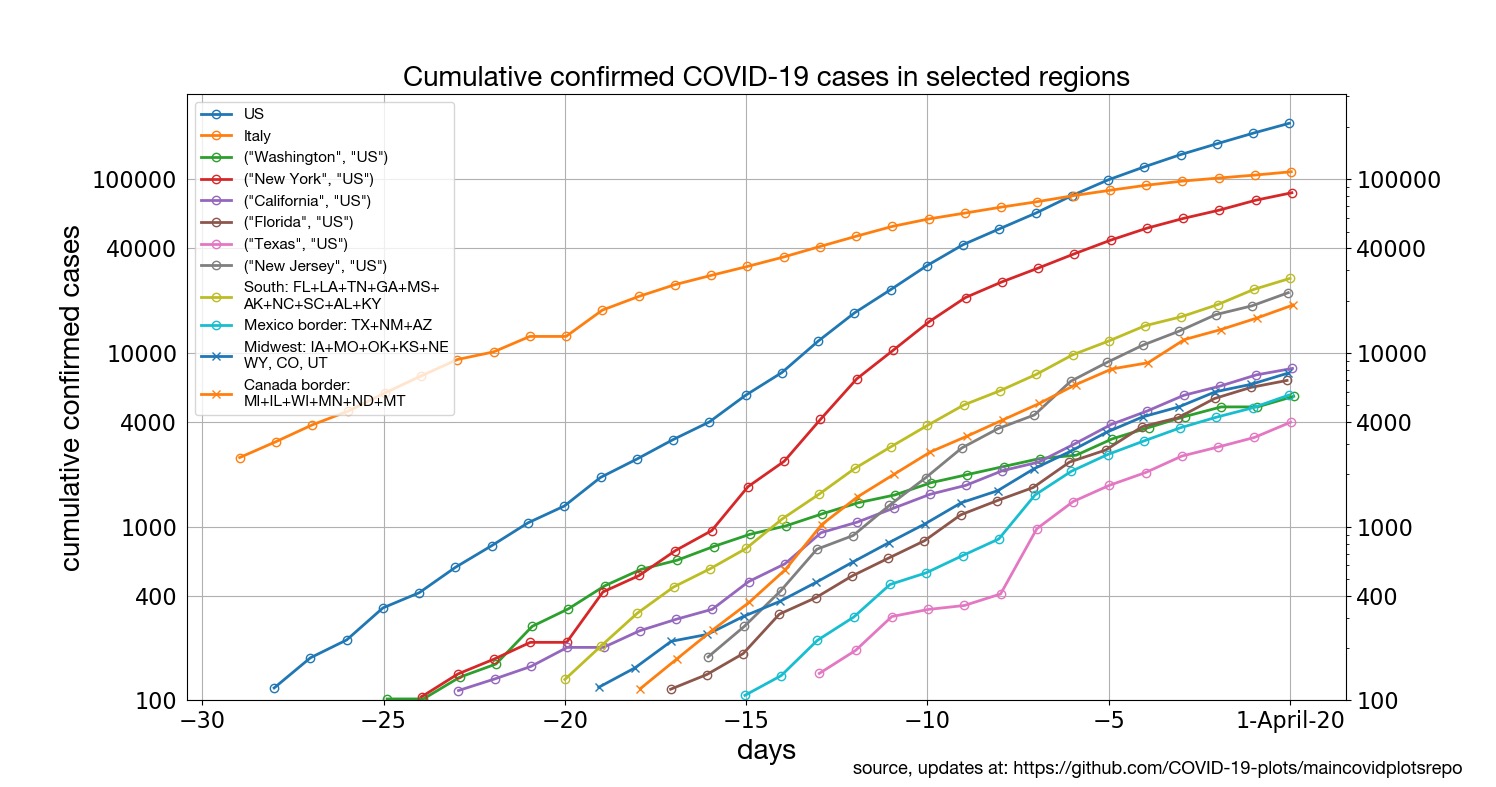 Cumulative confirmed COVID-19 cases in selected regions
US
Italy
("Washington", "US")
("New York", "US")
("California", "US")
("Florida", "US")
("Texas", "US")
("New Jersey", "US")
South: FL+LA+TN+GA+MS+
AK+NC+SC+AL+KY
Mexico border: TX+NM+AZ
Midwest: IA+MO+OK+KS+NE
WY, CO, UT
Canada border:
MI+IL+WI+MN+ND+MT
cumulative confirmed cases
100000
40000
10000
4000
1000
400
100
100000
40000
10000
4000
1000
400
100
−30 −25 −20 −15 −10 −5 1-April-20
days
source, updates at: https://github.com/COVID-19-plots/maincovidplotsrepo